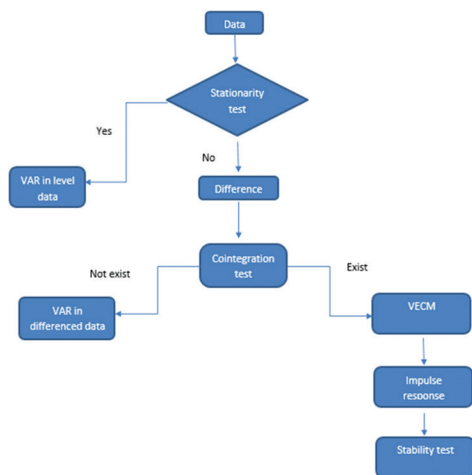 Data
Stationarity
test
Yes
No
VAR in level
data
Difference
Cointegration
test
Not exist
Exist
VAR in
differenced data
VECM
Impulse
response
Stability test